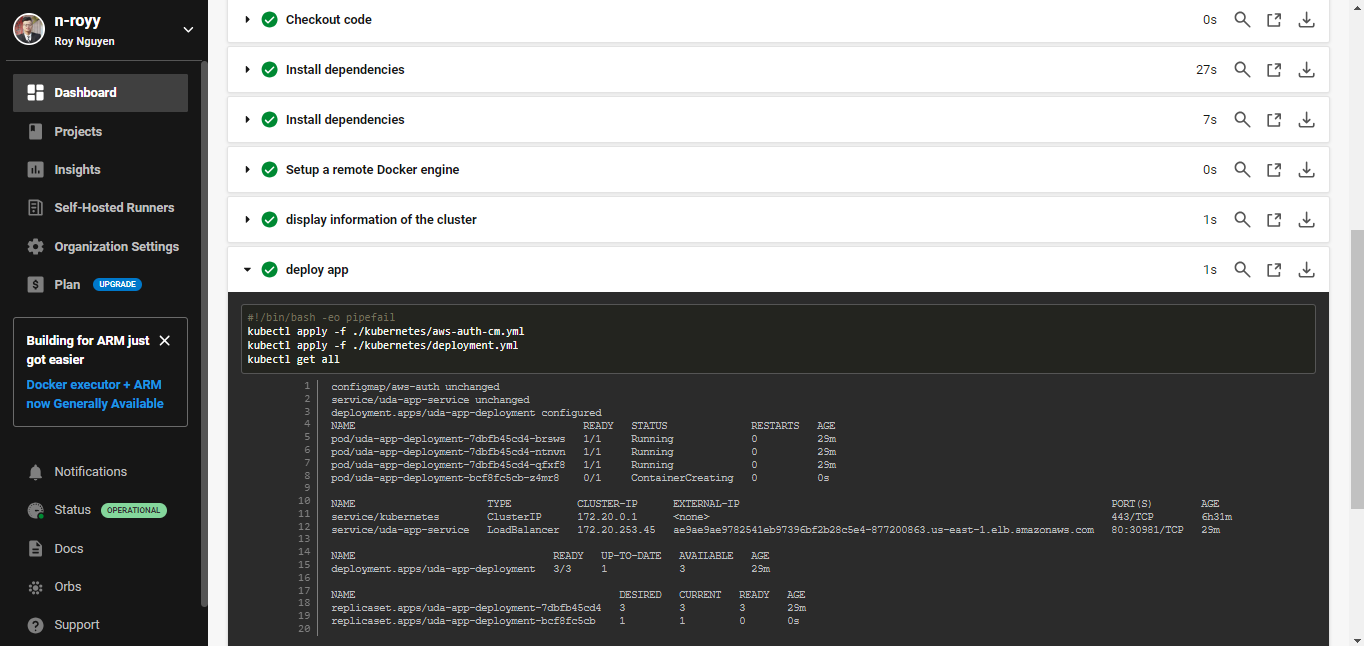 n-royy
Roy Nguyen
Dashboard
Projects
Insights
Self-Hosted Runners
Organization Settings
Plan UPGRADE
Building for ARM just
got easier
Docker executor + ARM
now Generally Available
Notifications
Status OPERATIONAL
Docs
Orbs
Support
Checkout code 0s
Install dependencies 27s
Install dependencies 7s
Setup a remote Docker engine 0s
display information of the cluster 1s
deploy app 1s
#!/bin/bash -eo pipefail
kubectl apply -f ./kubernetes/aws-auth-cm.yml
kubectl apply -f ./kubernetes/deployment.yml
kubectl get all
1 configmap/aws-auth unchanged
2 service/uda-app-service unchanged
3 deployment.apps/uda-app-deployment configured
4 NAME READY STATUS RESTARTS AGE
5 pod/uda-app-deployment-7dbfb45cd4-brsws 1/1 Running 0 29m
6 pod/uda-app-deployment-7dbfb45cd4-ntnvn 1/1 Running 0 29m
7 pod/uda-app-deployment-7dbfb45cd4-qfxf8 1/1 Running 0 29m
8 pod/uda-app-deployment-bcf8fc5cb-z4mr8 0/1 ContainerCreating 0 0s
9
10 NAME TYPE CLUSTER-IP EXTERNAL-IP PORT(S) AGE
11 service/kubernetes ClusterIP 172.20.0.1 <none> 443/TCP 6h31m
12 service/uda-app-service LoadBalancer 172.20.253.45 ae9ae9ae9782541eb97396bf2b28c5e4-877200863.us-east-1.elb.amazonaws.com 80:30981/TCP 29m
13
14 NAME READY UP-TO-DATE AVAILABLE AGE
15 deployment.apps/uda-app-deployment 3/3 1 3 29m
16
17 NAME DESIRED CURRENT READY AGE
18 replicaset.apps/uda-app-deployment-7dbfb45cd4 3 3 3 29m
19 replicaset.apps/uda-app-deployment-bcf8fc5cb 1 1 0 0s
20